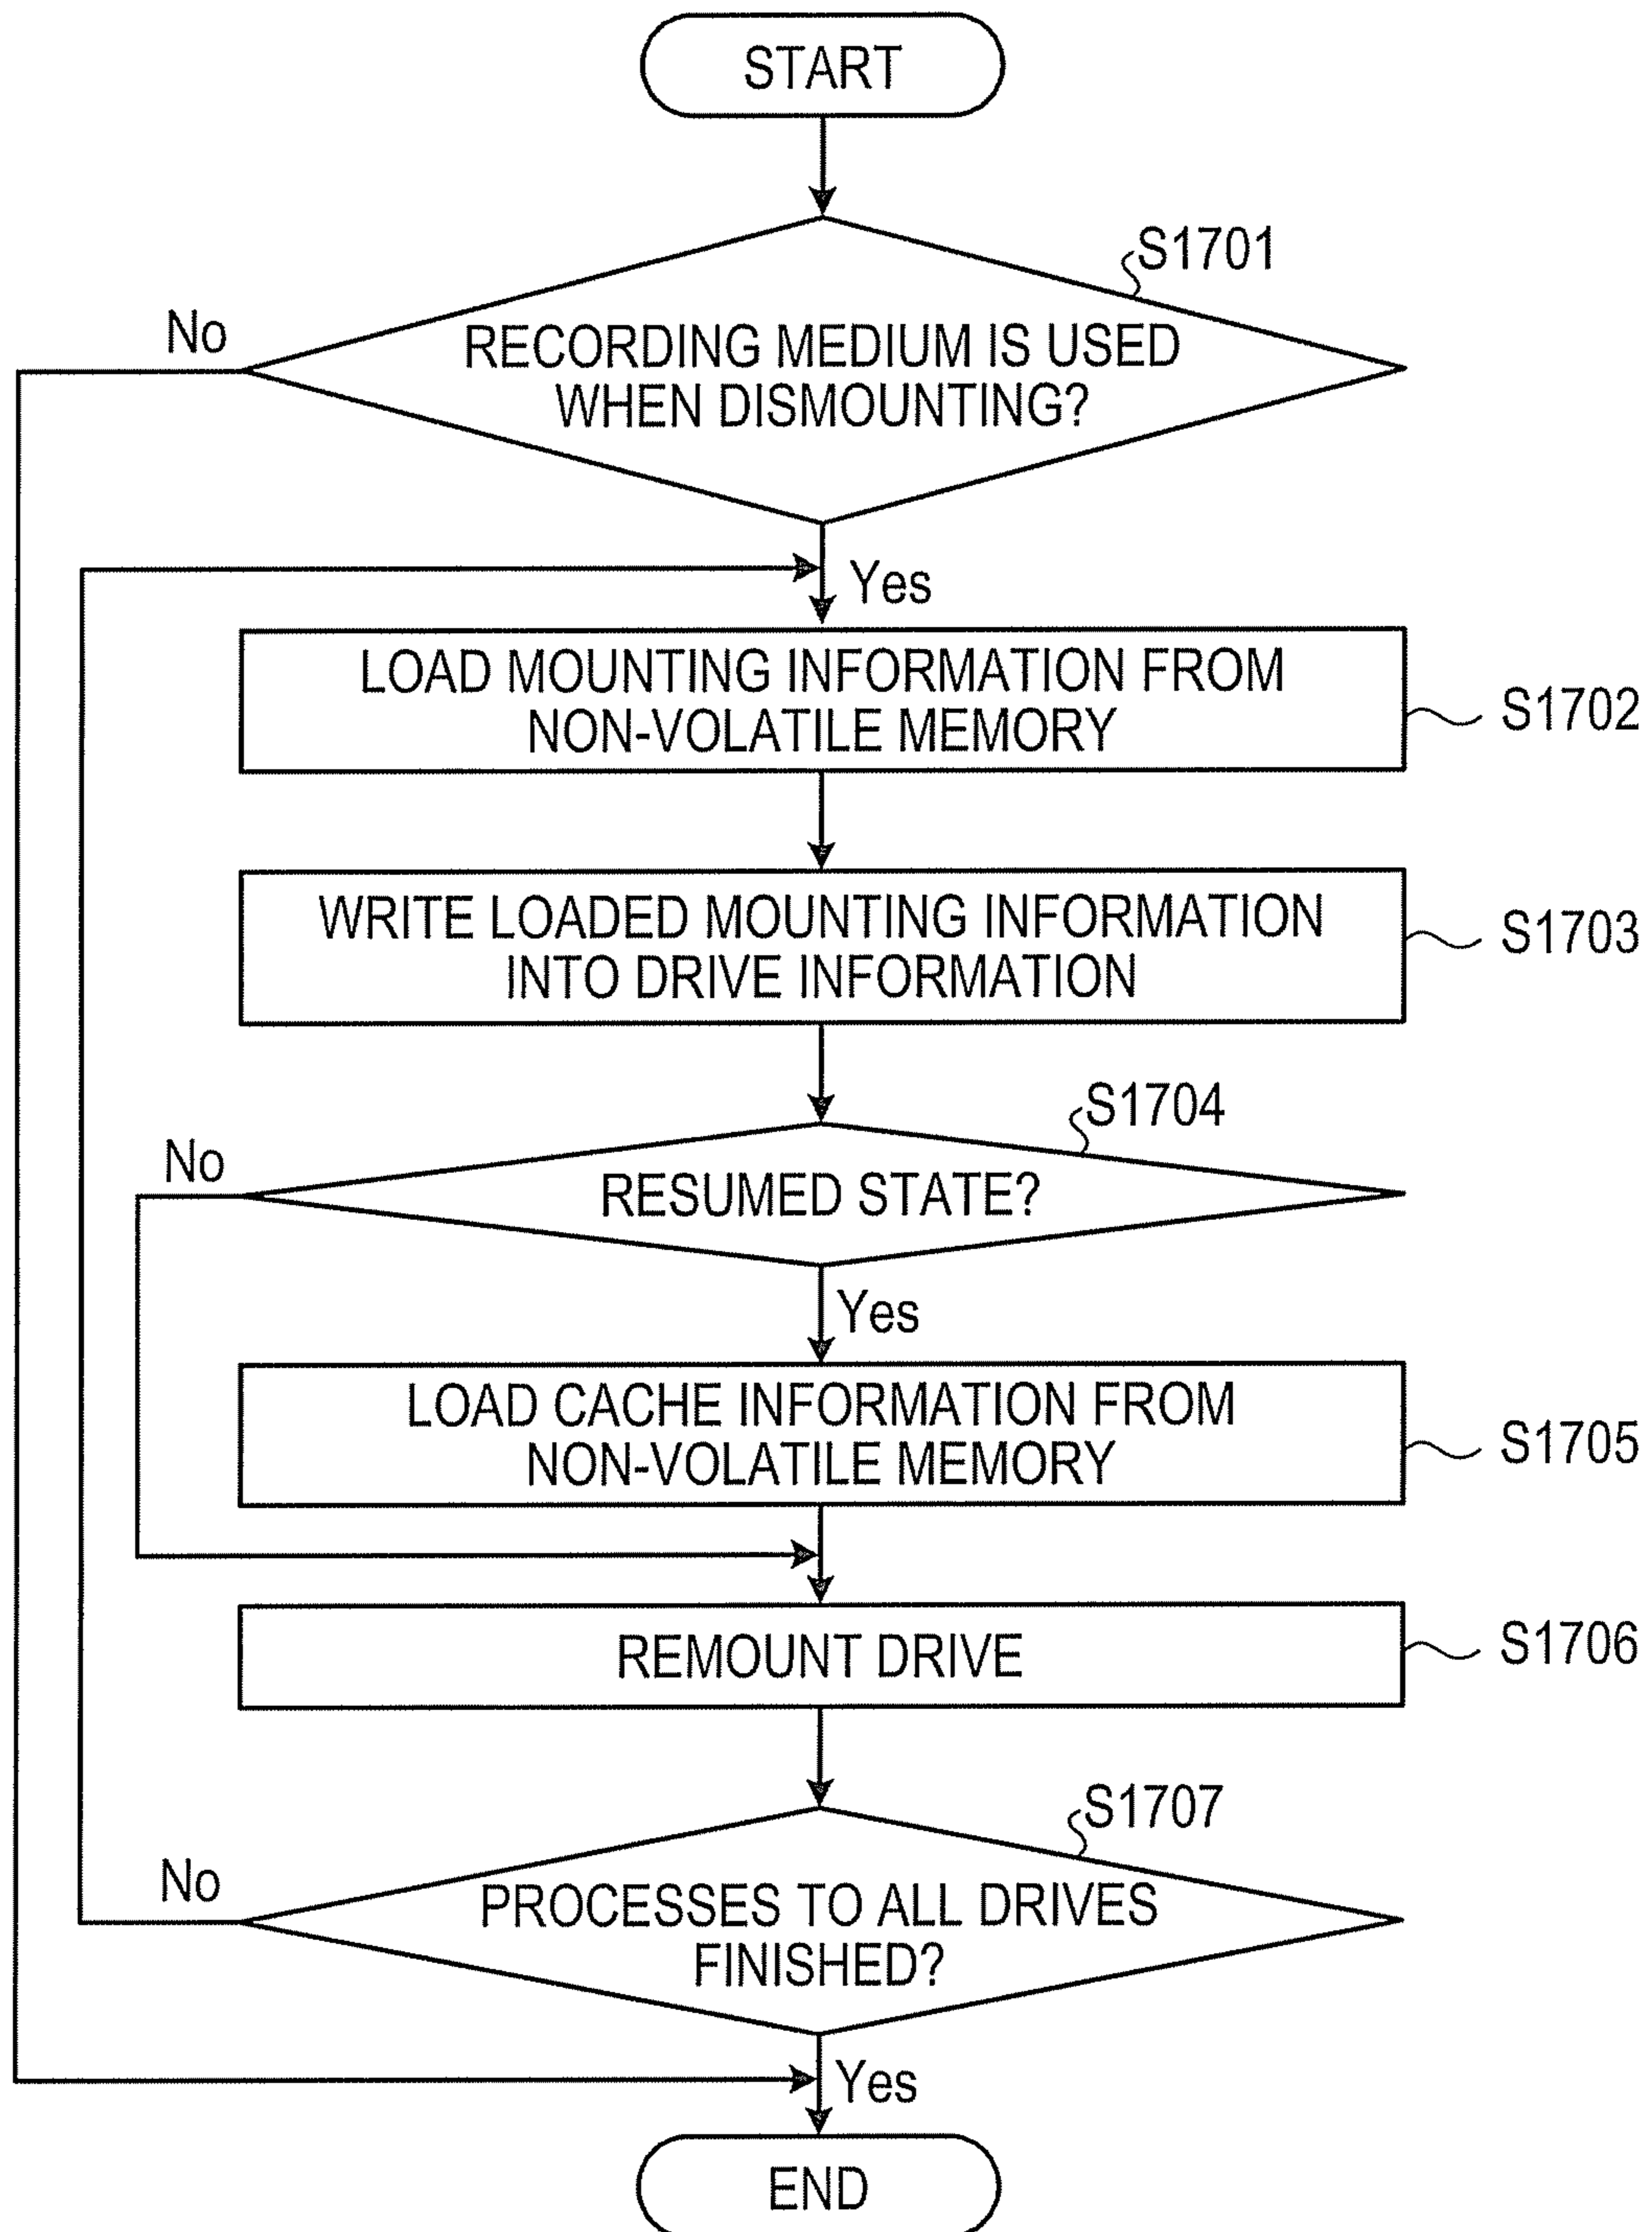 START
S1701
No
RECORDING MEDIUM IS USED
WHEN DISMOUNTING?
Yes
LOAD MOUNTING INFORMATION FROM
NON-VOLATILE MEMORY
S1702
WRITE LOADED MOUNTING INFORMATION
INTO DRIVE INFORMATION
S1703
S1704
No
RESUMED STATE?
Yes
LOAD CACHE INFORMATION FROM
NON-VOLATILE MEMORY
S1705
REMOUNT DRIVE
S1706
S1707
No
PROCESSES TO ALL DRIVES
FINISHED?
Yes
END